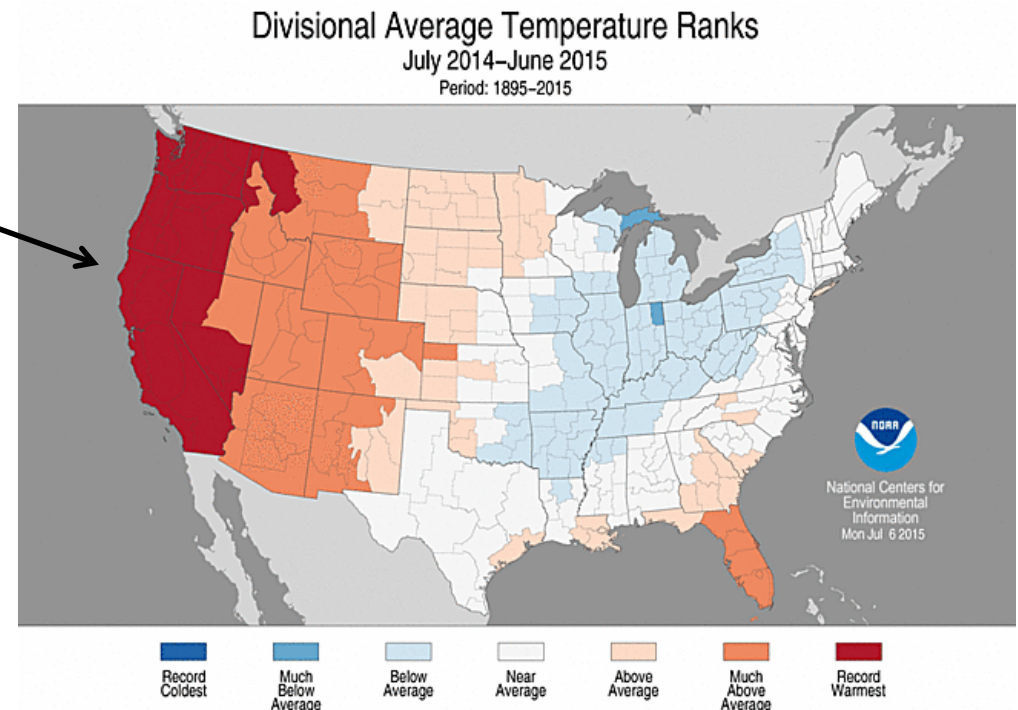 Divisional Average Temperature Ranks
July 2014–June 2015
Period: 1895–2015
NOAA
National Centers for
Environmental
Information
Mon Jul 6 2015
Record
Coldest
Much
Below
Average
Below
Average
Near
Average
Above
Average
Much
Above
Average
Record
Warmest